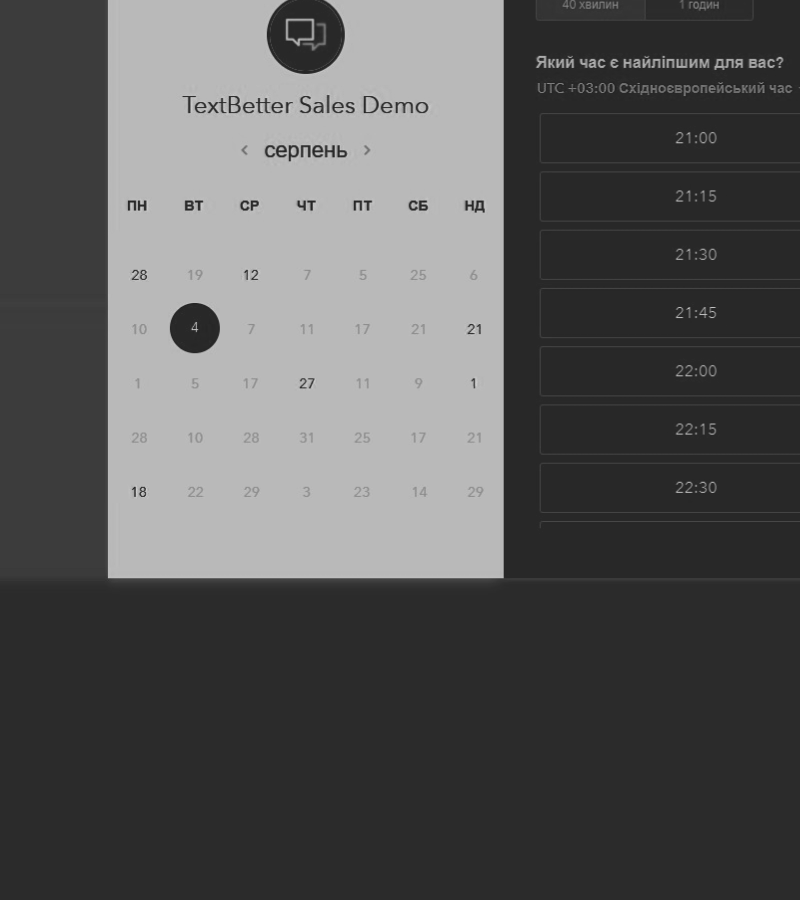 TextBetter Sales Demo
< серпень >
ПН ВТ СР ЧТ ПТ СБ НД
28 19 12 7 5 25 6
10 4 7 11 17 21 21
1 5 17 27 11 9 1
28 10 28 31 25 17 21
18 22 29 3 23 14 29
40 хвилин 1 годин
Який час є найліпшим для вас?
UTC +03:00 Східноєвропейський час
21:00
21:15
21:30
21:45
22:00
22:15
22:30